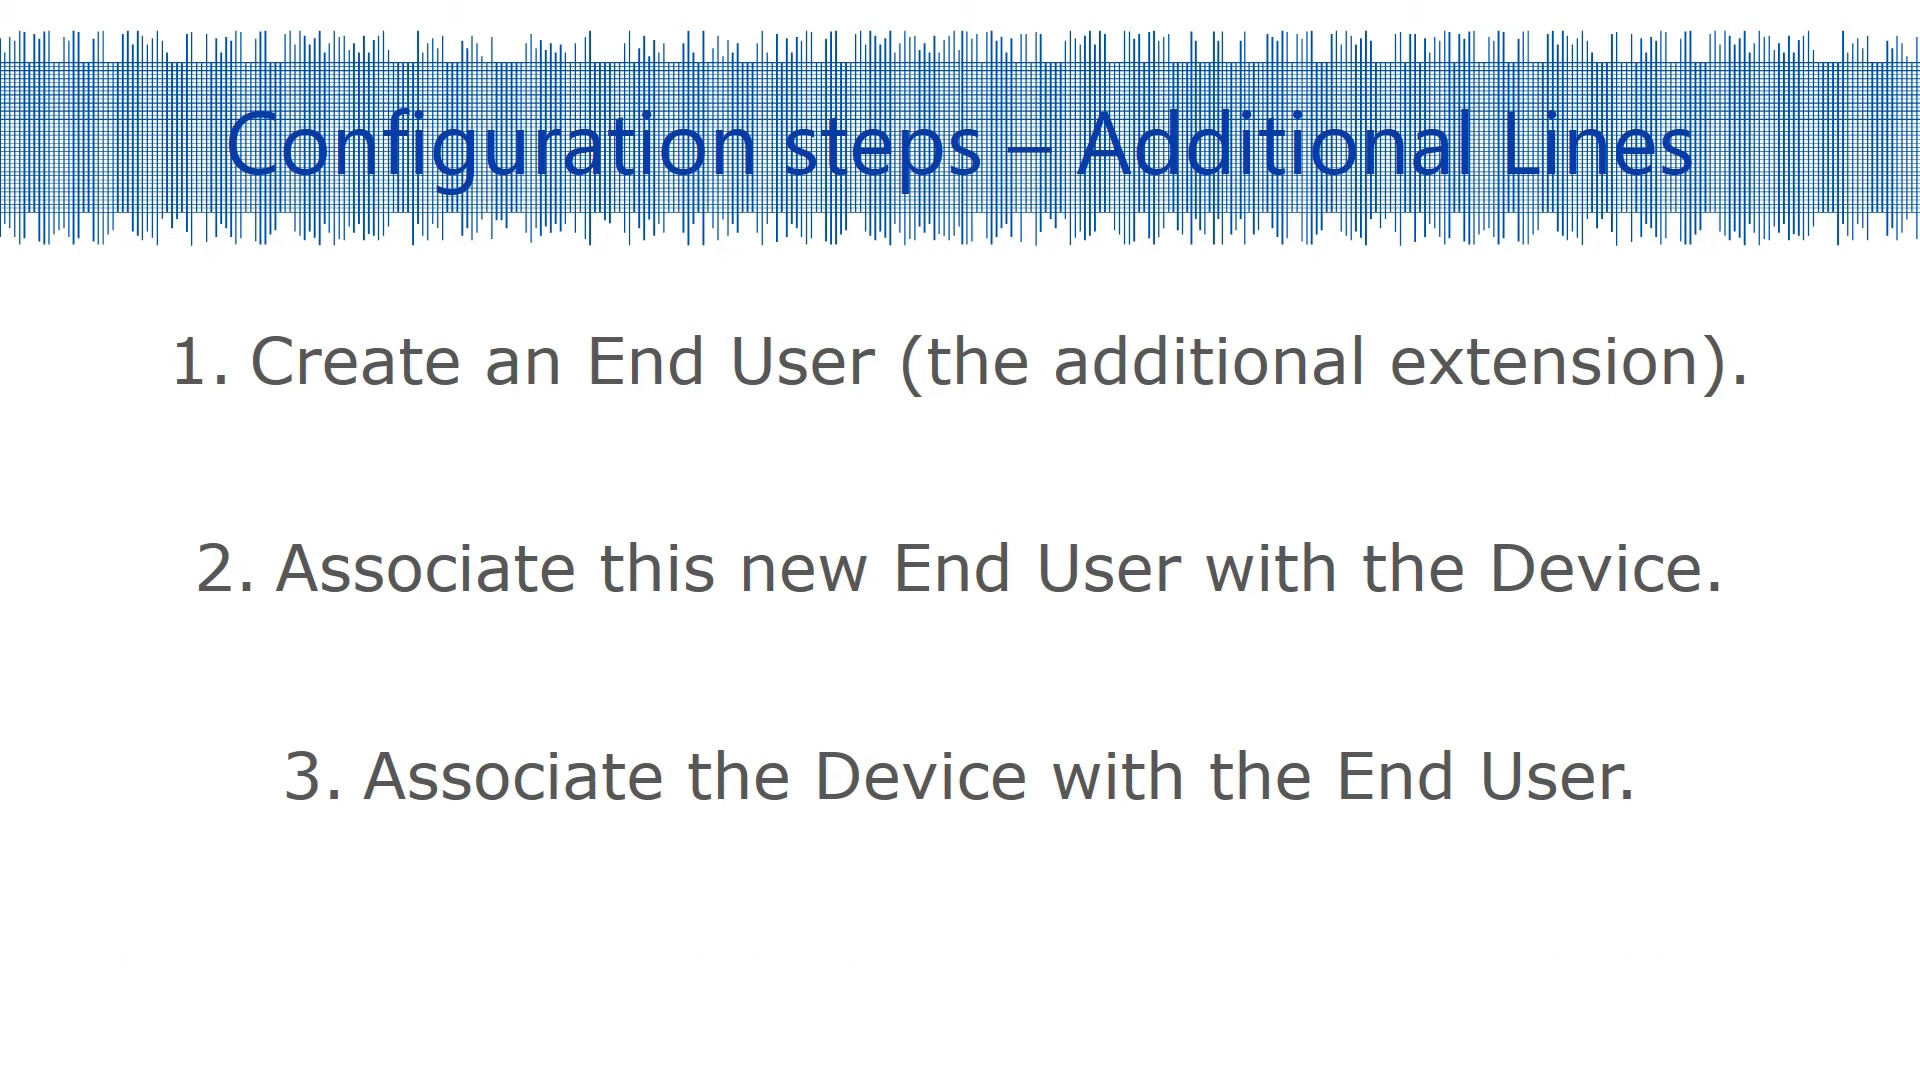 Configuration steps – Additional Lines
1. Create an End User (the additional extension).
2. Associate this new End User with the Device.
3. Associate the Device with the End User.